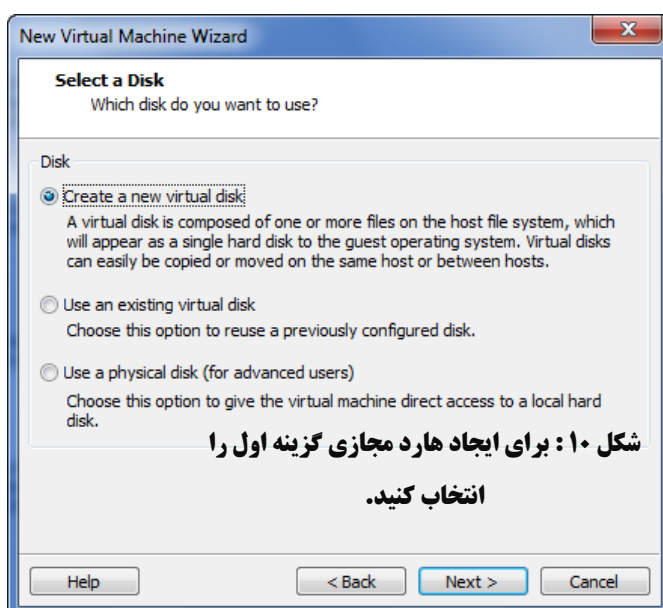 New Virtual Machine Wizard
Select a Disk
Which disk do you want to use?
Disk
Create a new virtual disk
A virtual disk is composed of one or more files on the host file system, which
will appear as a single hard disk to the guest operating system. Virtual disks
can easily be copied or moved on the same host or between hosts.
Use an existing virtual disk
Choose this option to reuse a previously configured disk.
Use a physical disk (for advanced users)
Choose this option to give the virtual machine direct access to a local hard
disk.
شکل ۱۰ : برای ایجاد هارد مجازی گزینه اول را
انتخاب کنید.
Help
< Back
Next >
Cancel